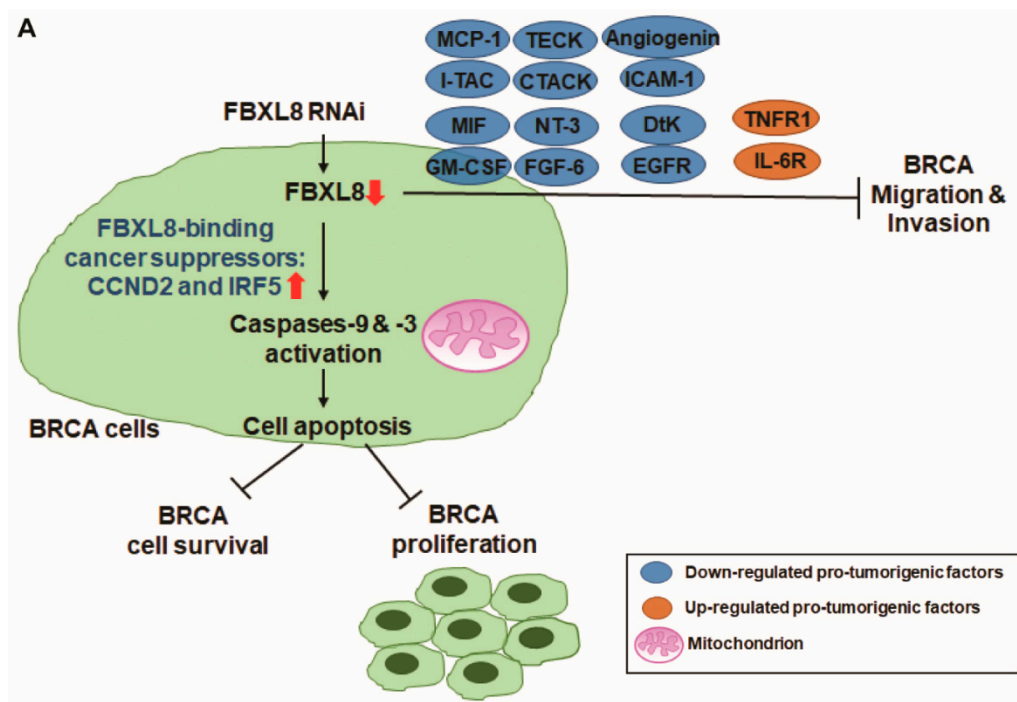 A
MCP-1 TECK Angiogenin
I-TAC CTACK ICAM-1
FBXL8 RNAi
MIF NT-3 DtK TNFR1
GM-CSF FGF-6 EGFR IL-6R
FBXL8
BRCA
Migration &
Invasion
FBXL8-binding
cancer suppressors:
CCND2 and IRF5
Caspases-9 & -3
activation
BRCA cells
Cell apoptosis
BRCA
cell survival
BRCA
proliferation
Down-regulated pro-tumorigenic factors
Up-regulated pro-tumorigenic factors
Mitochondrion